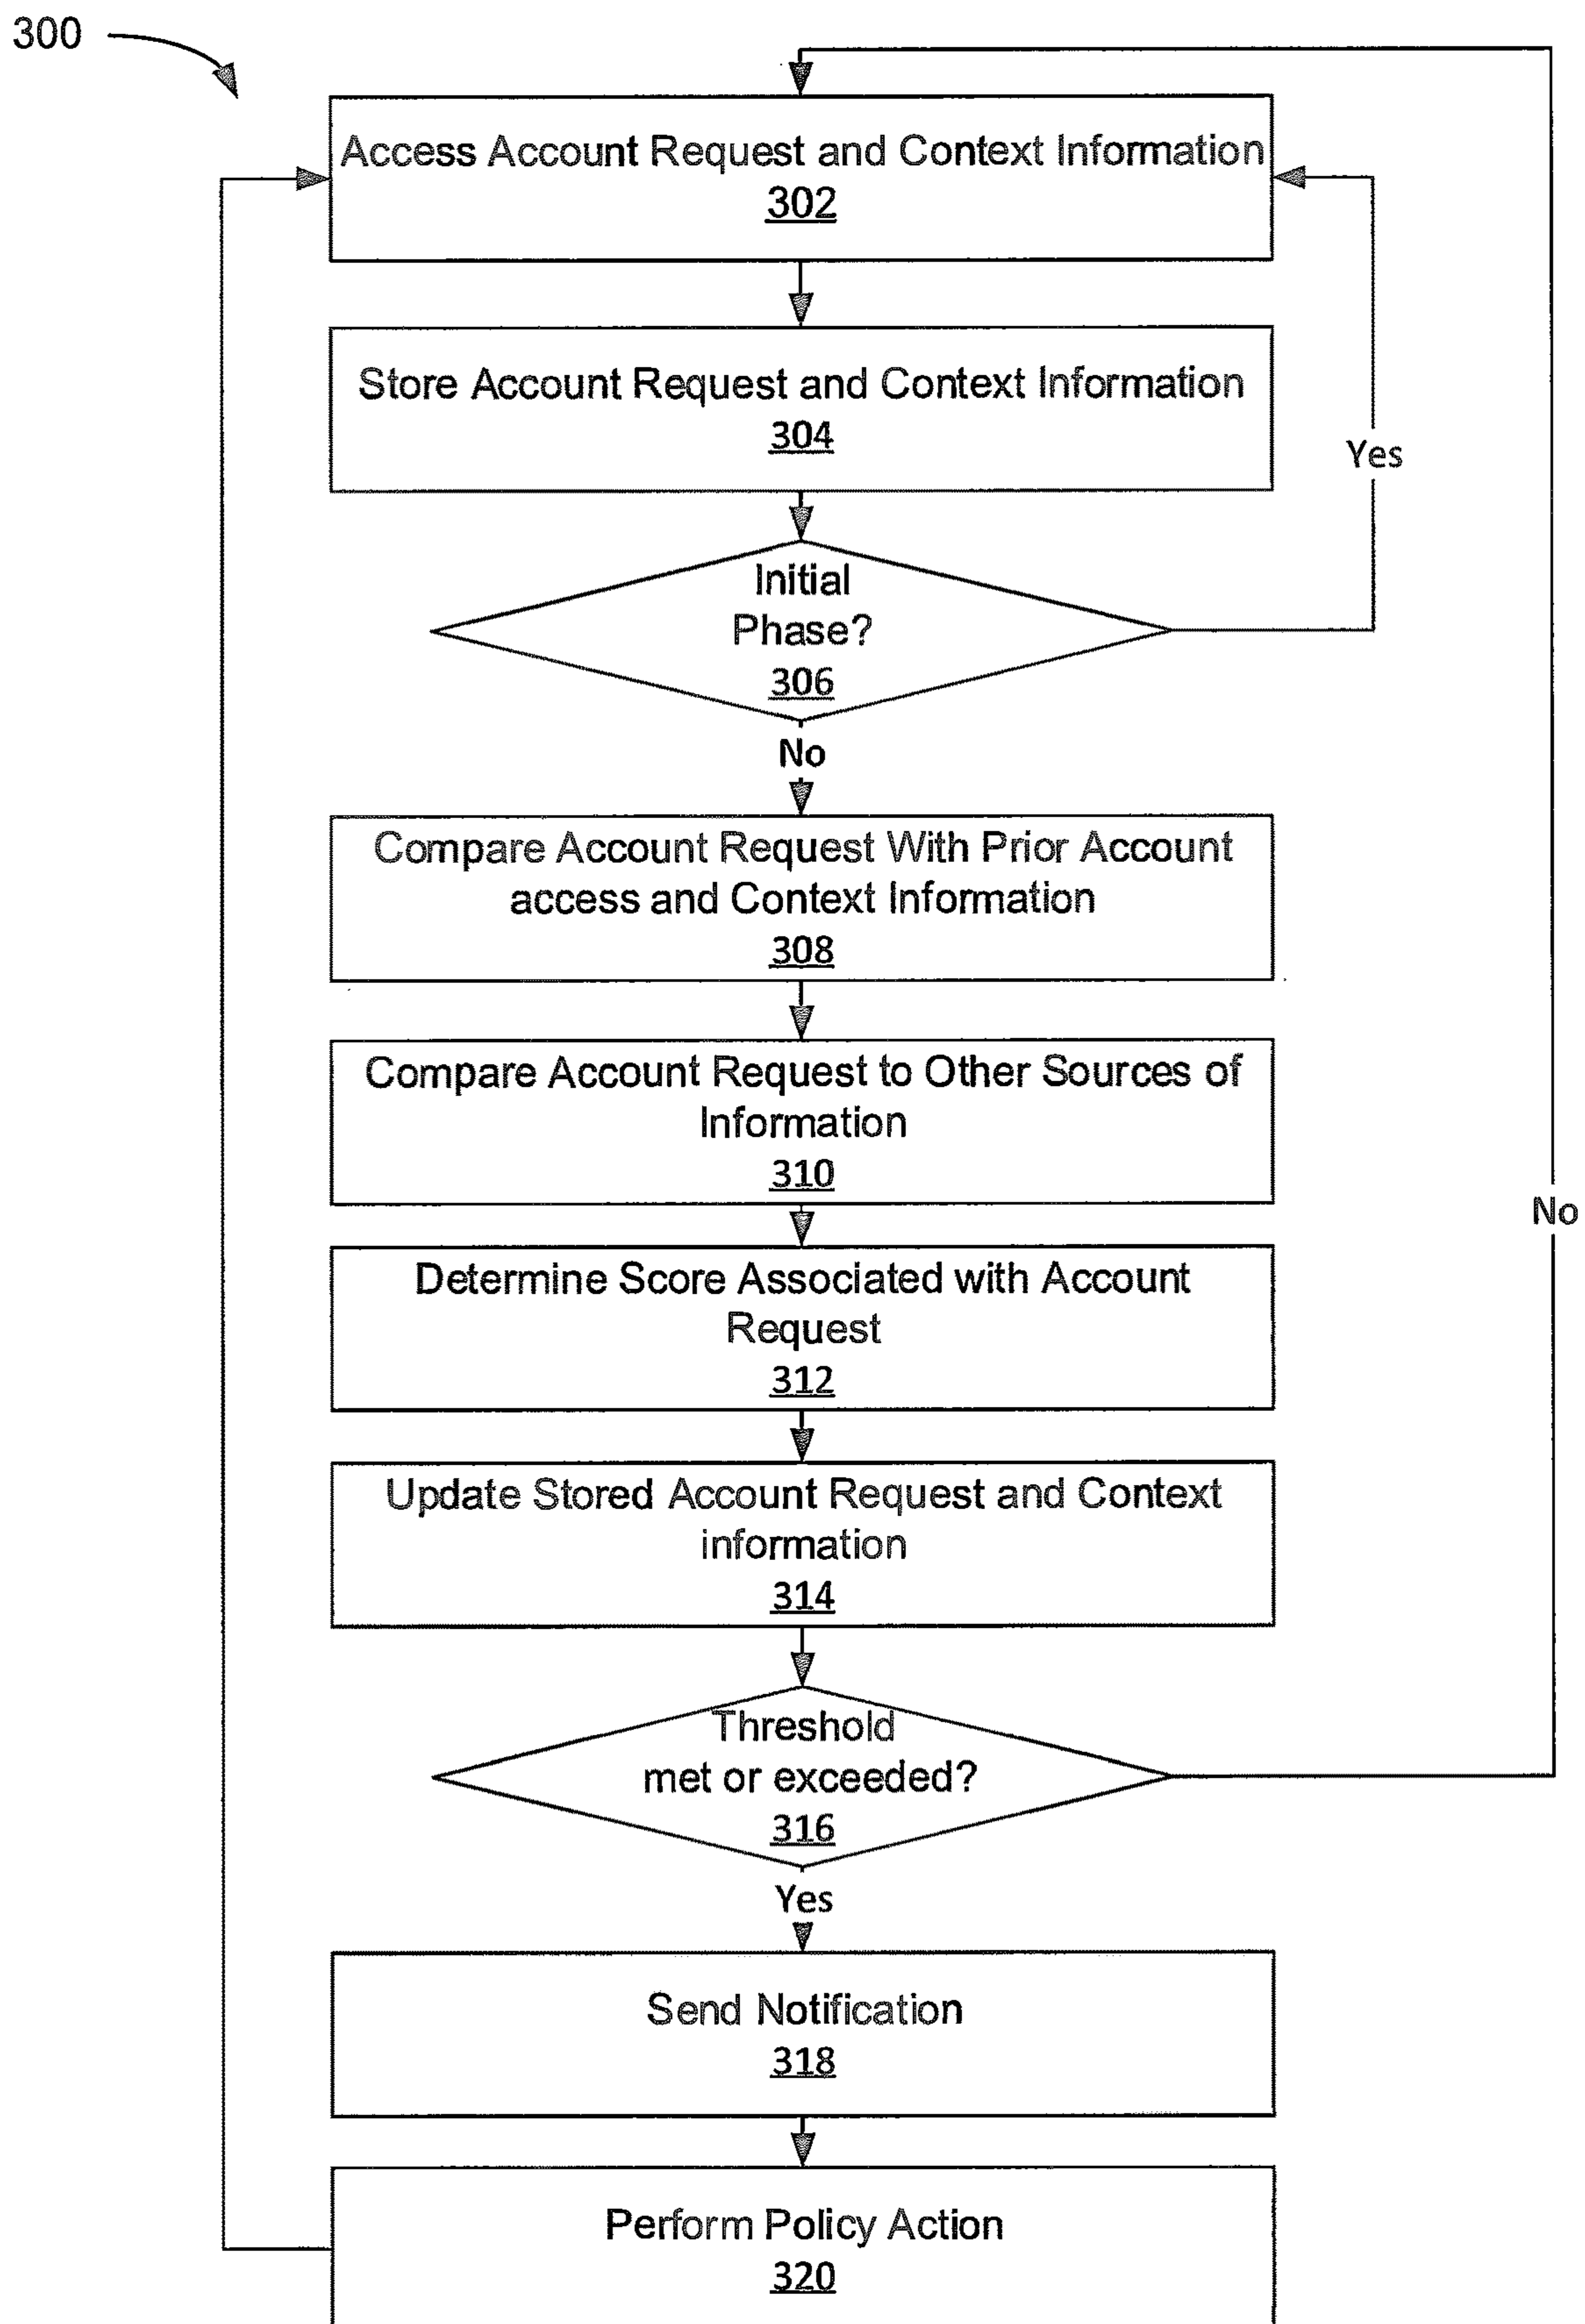 300
Access Account Request and Context Information
302
Store Account Request and Context Information
304
Yes
Initial
Phase?
306
No
Compare Account Request With Prior Account
access and Context Information
308
Compare Account Request to Other Sources of
Information
310
No
Determine Score Associated with Account
Request
312
Update Stored Account Request and Context
information
314
Threshold
met or exceeded?
316
Yes
Send Notification
318
Perform Policy Action
320